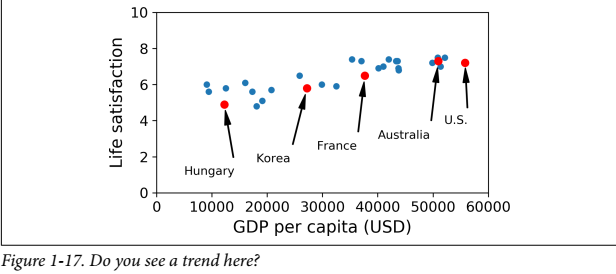 10
8
6
4
2
0
Life satisfaction
Hungary
Korea
France
Australia
U.S.
0 10000 20000 30000 40000 50000 60000
GDP per capita (USD)
Figure 1-17. Do you see a trend here?